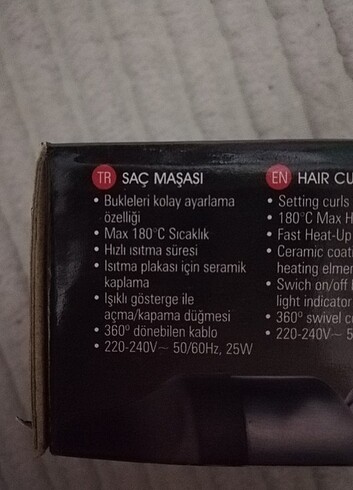 TR SAÇ MAŞASI
• Bukleleri kolay ayarlama
özelliği
• Max 180°C Sıcaklık
• Hızlı ısıtma süresi
• Isıtma plakası için seramik
kaplama
• Işıklı gösterge ile
açma/kapama düğmesi
• 360° dönebilen kablo
• 220-240V~ 50/60Hz, 25W
EN HAIR CU
• Setting curls
• 180°C Max H
• Fast Heat-Up
• Ceramic coati
heating elmer
• Swich on/off
light indicator
• 360° swivel c
• 220-240V~ 5